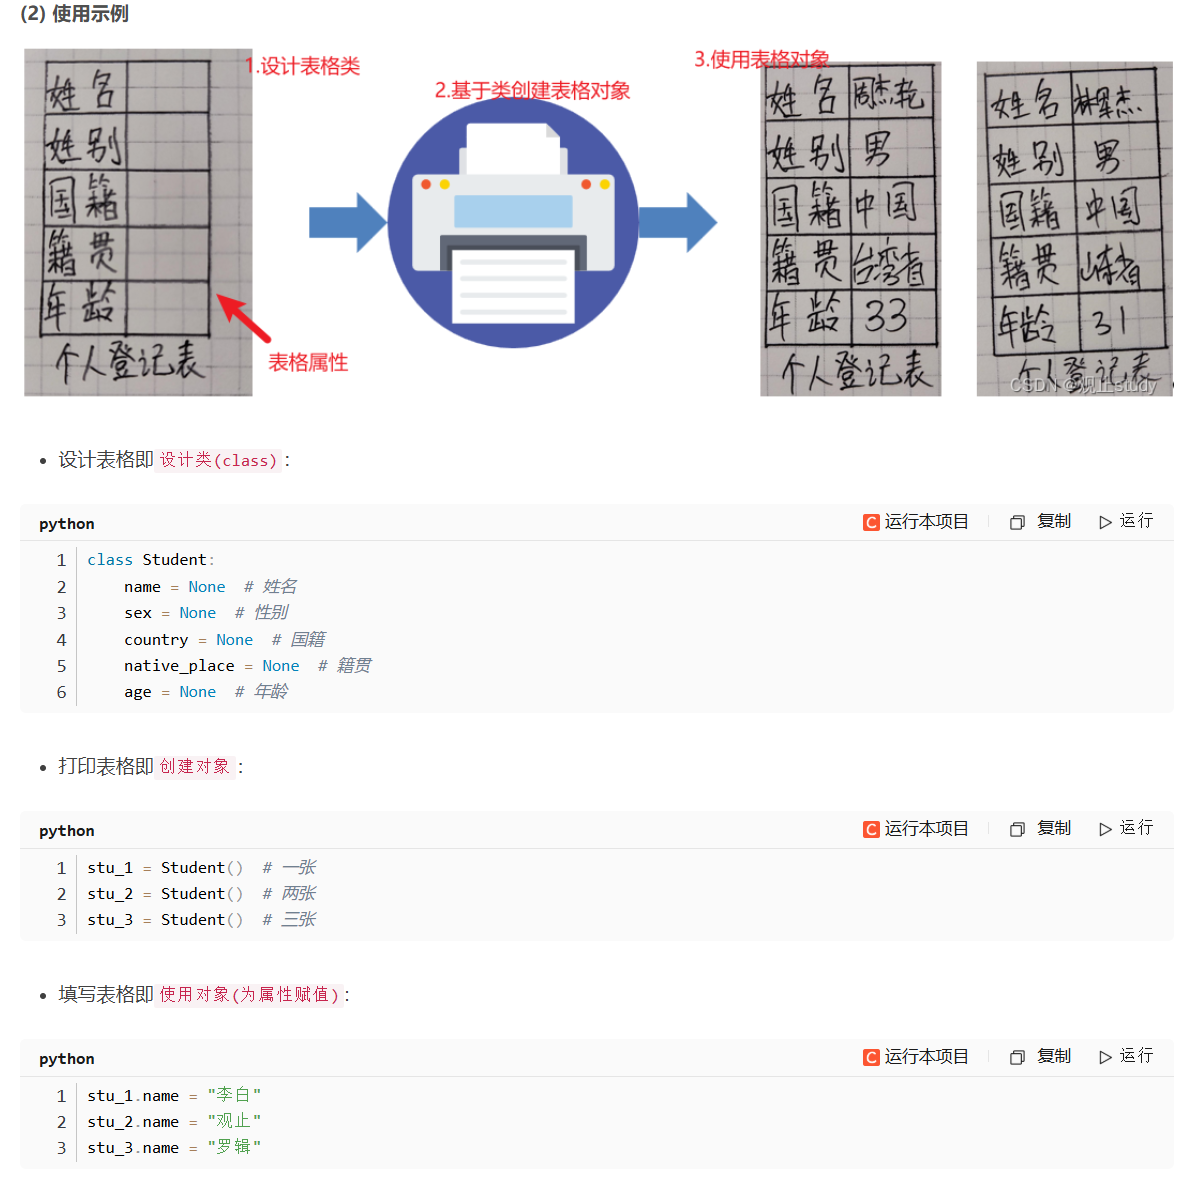 (2) 使用示例
1.设计表格类
2.基于类创建表格对象
3.使用表格对象
姓名
姓别
国籍
籍贯
年龄
个人登记表
表格属性
姓名 周杰轮
姓别 男
国籍 中国
籍贯 台湾省
年龄 33
个人登记表
姓名 林军杰
姓别 男
国籍 中国
籍贯 山东省
年龄 31
个人登记表
CSDN @观止study
设计表格即 设计类(class) :
python
运行本项目 复制 运行
1 class Student:
2 name = None # 姓名
3 sex = None # 性别
4 country = None # 国籍
5 native_place = None # 籍贯
6 age = None # 年龄
打印表格即 创建对象 :
python
运行本项目 复制 运行
1 stu_1 = Student() # 一张
2 stu_2 = Student() # 两张
3 stu_3 = Student() # 三张
填写表格即 使用对象(为属性赋值) :
python
运行本项目 复制 运行
1 stu_1.name = "李白"
2 stu_2.name = "观止"
3 stu_3.name = "罗辑"